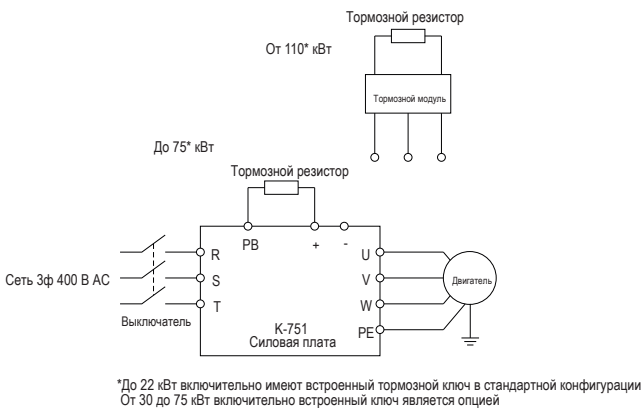 Тормозной резистор
От 110* кВт
Тормозной модуль
До 75* кВт
Тормозной резистор
PB + -
R U
Сеть 3ф 400 В AC S V Двигатель
T W
Выключатель
K-751 PE
Силовая плата
*До 22 кВт включительно имеют встроенный тормозной ключ в стандартной конфигурации
От 30 до 75 кВт включительно встроенный ключ является опцией